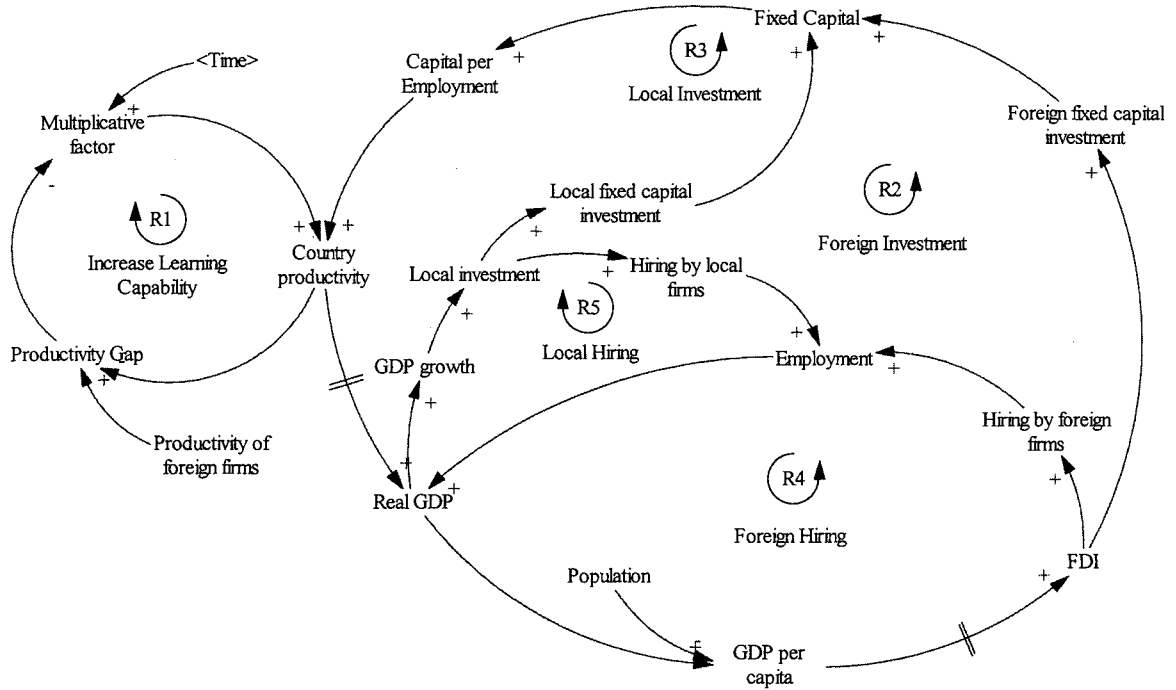 Fixed Capital
+
+
+
R3
Local Investment
Capital per
Employment
<Time>
+
Multiplicative
factor
-
R1
Increase Learning
Capability
+
+
Country
productivity
Foreign fixed capital
investment
+
R2
Foreign Investment
Local fixed capital
investment
+
Local investment
+
Hiring by local
firms
+
R5
Local Hiring
+
Employment
+
Productivity Gap
+
GDP growth
+
Productivity of
foreign firms
Hiring by foreign
firms
+
+
Real GDP
+
R4
Foreign Hiring
FDI
+
Population
GDP per
capita